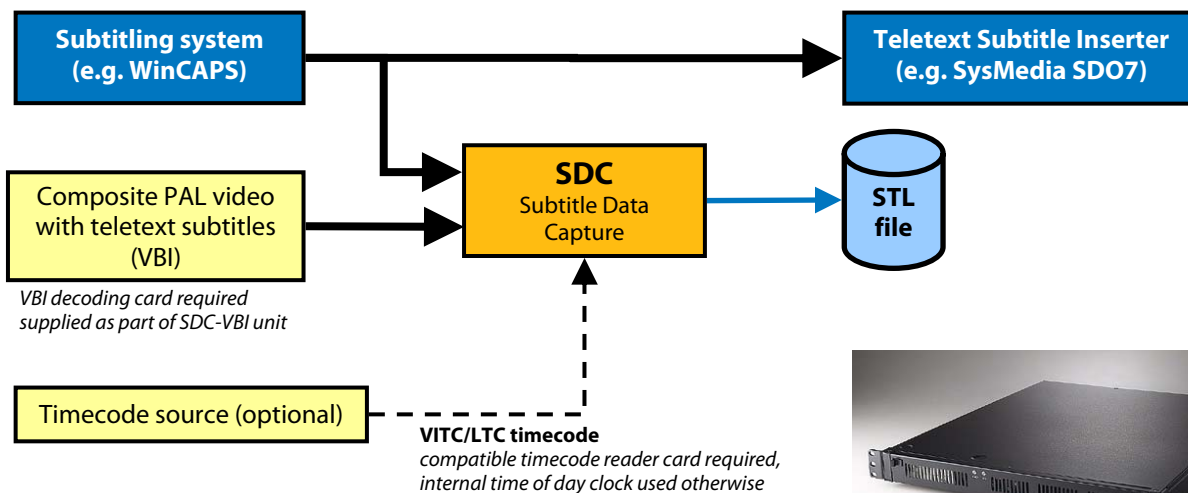 Subtitling system
(e.g. WinCAPS)
Teletext Subtitle Inserter
(e.g. SysMedia SDO7)
SDC
Subtitle Data
Capture
STL
file
Composite PAL video
with teletext subtitles
(VBI)
VBI decoding card required
supplied as part of SDC-VBI unit
Timecode source (optional)
VITC/LTC timecode
compatible timecode reader card required,
internal time of day clock used otherwise